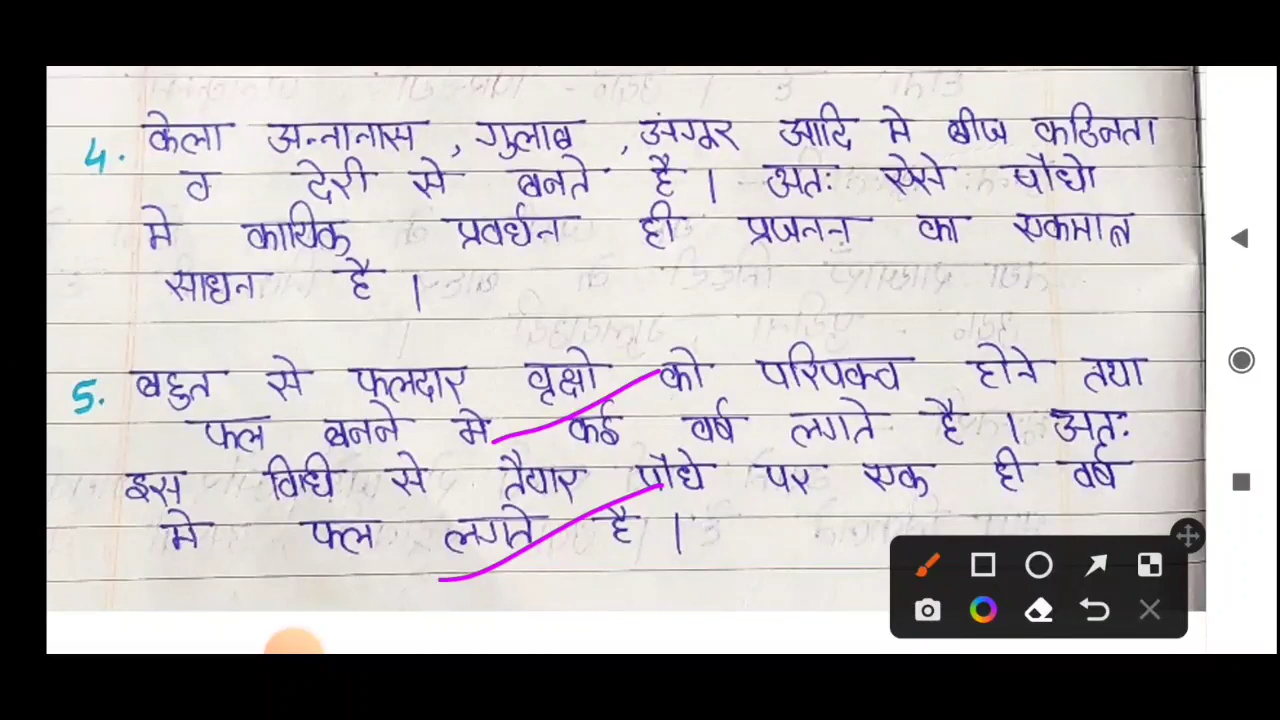 4. केला अन्नानास , गुलाब , अंगूर आदि मे बीज कठिनता
व देरी से बनते है । अतः ऐसे पौधो
मे कायिक प्रवर्धन ही प्रजनन का एकमात्र
साधन है ।
5. बहुत से फलदार वृक्षो को परिपक्व होने तथा
फल बनने मे कई वर्ष लगते है । अतः
इस विधि से तैयार पौधे पर एक ही वर्ष
मे फल लगते है ।